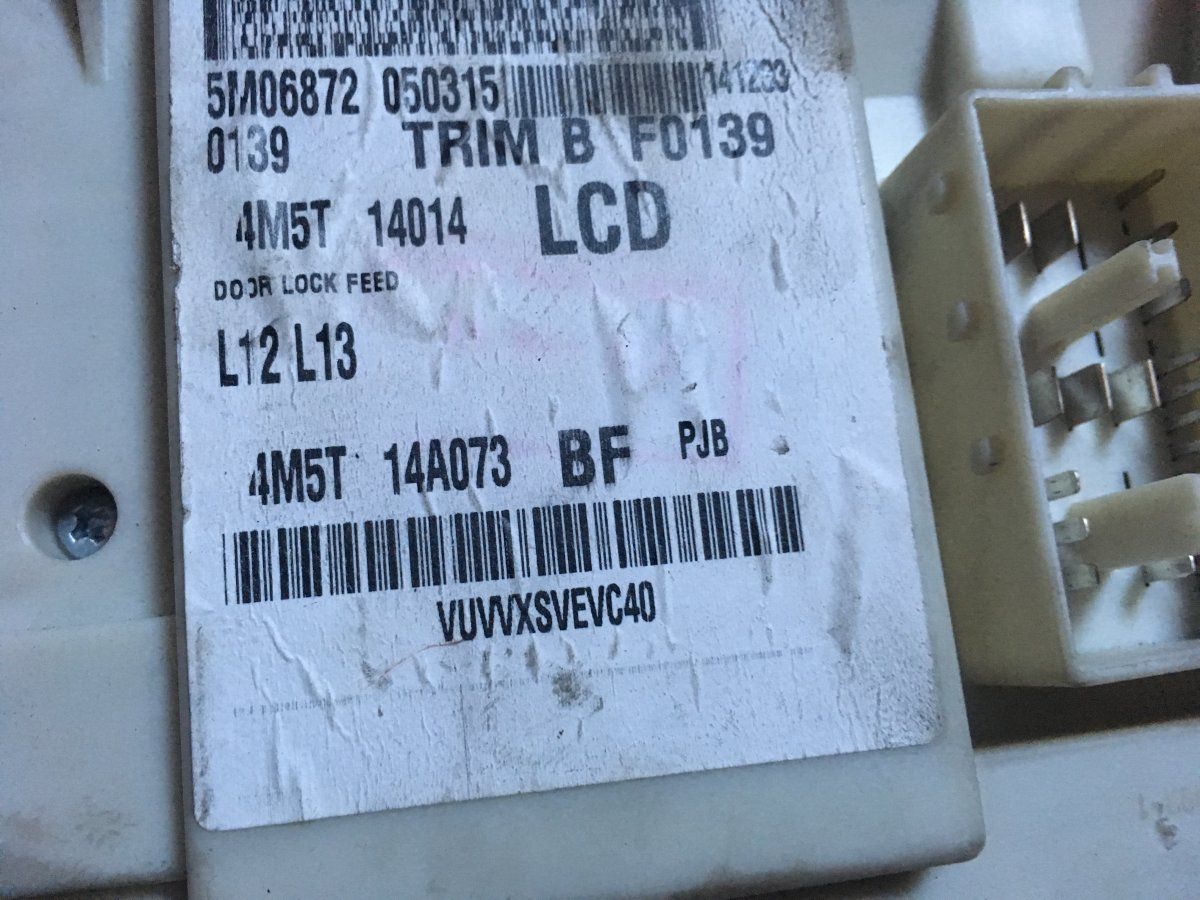 5M06872 050315 141233
0139 TRIM B F0139
4M5T 14014 LCD
DOOR LOCK FEED
L12 L13
4M5T 14A073 BF PJB
VUVVXSVEVC40